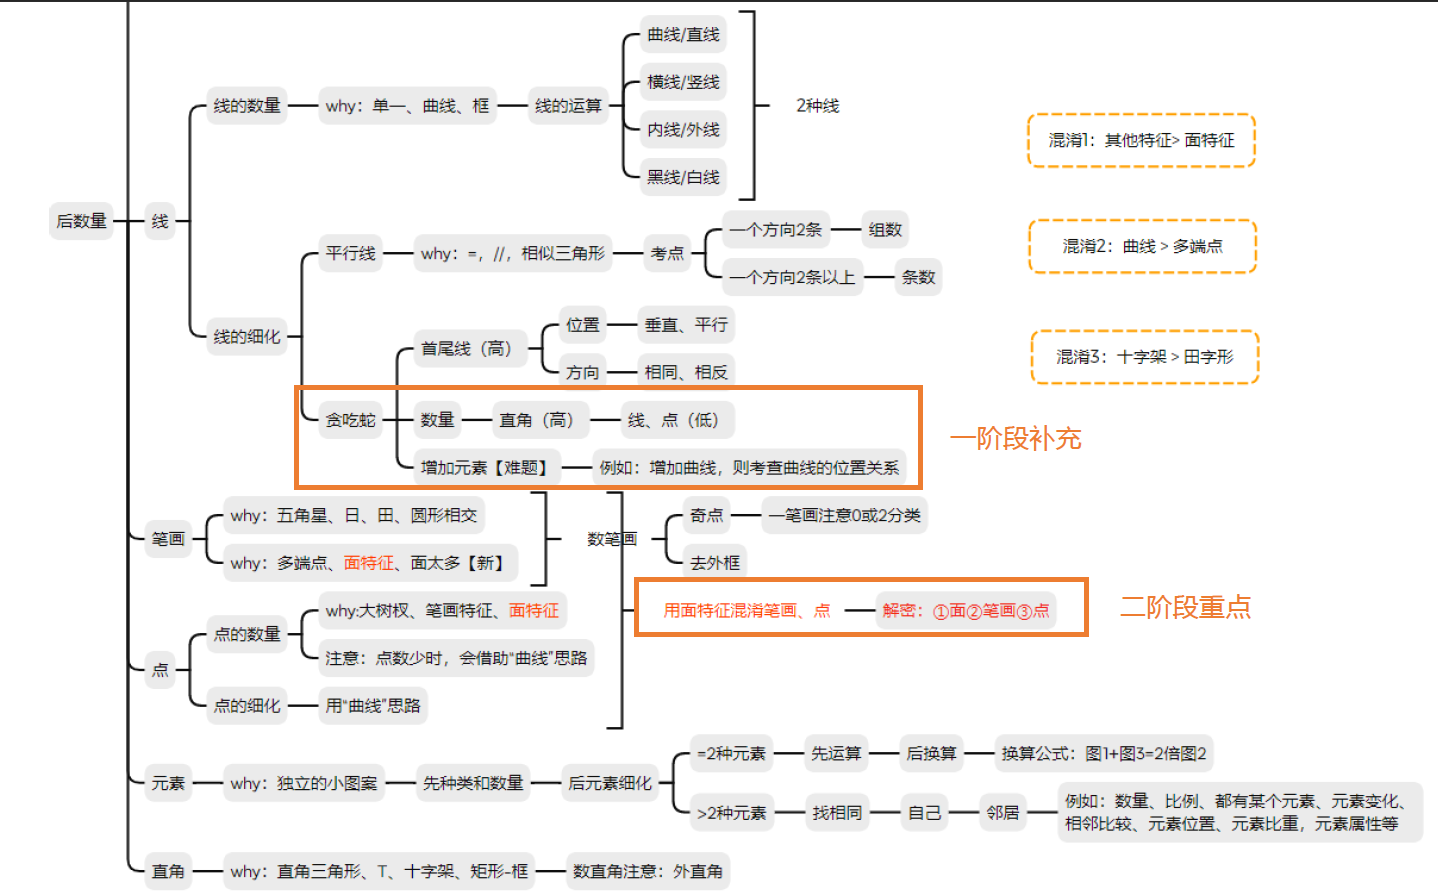 后数量
线
线的数量
why：单一、曲线、框
线的运算
曲线/直线
横线/竖线
内线/外线
黑线/白线
2种线
线的细化
平行线
why：=，//，相似三角形
考点
一个方向2条
组数
一个方向2条以上
条数
贪吃蛇
首尾线（高）
位置
垂直、平行
方向
相同、相反
数量
直角（高）
线、点（低）
增加元素【难题】
例如：增加曲线，则考查曲线的位置关系
一阶段补充
混淆1：其他特征> 面特征
混淆2：曲线 > 多端点
混淆3：十字架 > 田字形
笔画
why：五角星、日、田、圆形相交
why：多端点、面特征、面太多【新】
数笔画
奇点
一笔画注意0或2分类
去外框
用面特征混淆笔画、点
解密：①面②笔画③点
二阶段重点
点
点的数量
why:大树杈、笔画特征、面特征
注意：点数少时，会借助“曲线”思路
点的细化
用“曲线”思路
元素
why：独立的小图案
先种类和数量
后元素细化
=2种元素
先运算
后换算
换算公式：图1+图3=2倍图2
>2种元素
找相同
自己
邻居
例如：数量、比例、都有某个元素、元素变化、
相邻比较、元素位置、元素比重，元素属性等
直角
why：直角三角形、T、十字架、矩形-框
数直角注意：外直角